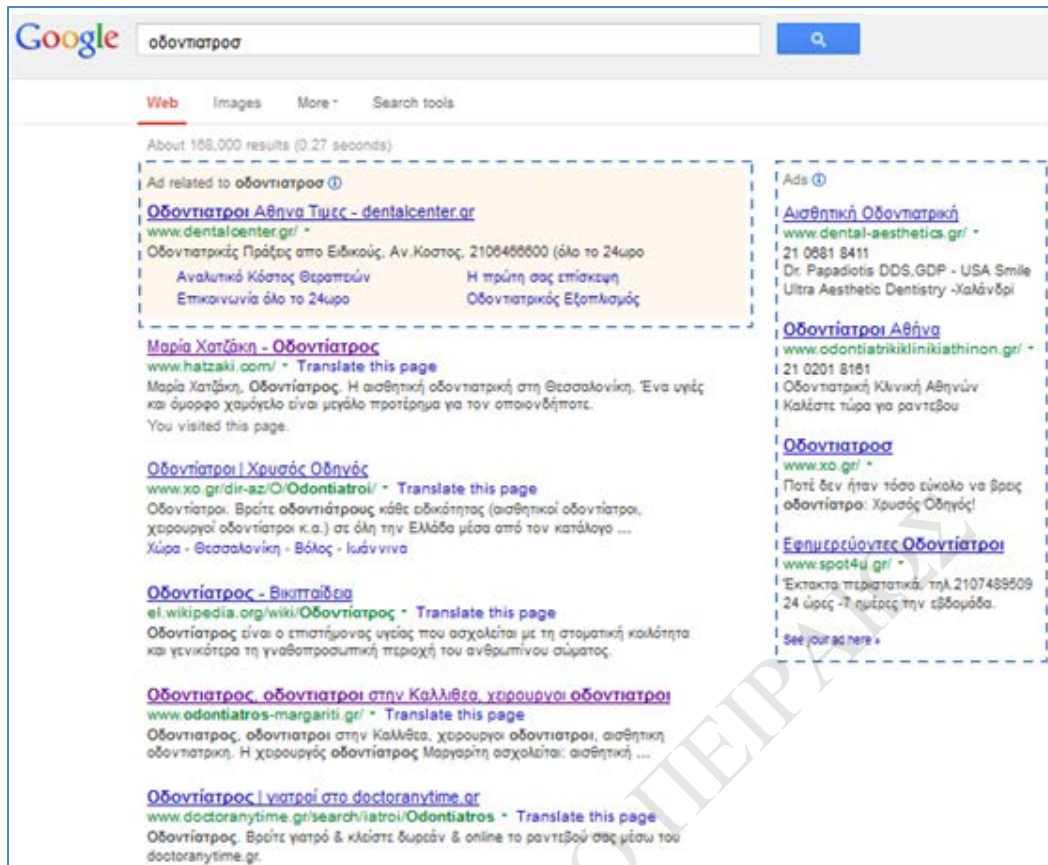 Google
οδοντιατροσ
Web Images More Search tools
About 168,000 results (0.27 seconds)
Ad related to οδοντιατροσ
Οδοντιατροι Αθηνα Τιμες - dentalcenter.gr
www.dentalcenter.gr/
Οδοντιατρικές Πράξεις απο Ειδικούς, Αν.Κοστος, 2106466600 (όλο το 24ωρο
Αναλυτικό Κόστος Θεραπειών Η πρώτη σας επίσκεψη
Επικοινωνία όλο το 24ωρο Οδοντιατρικός Εξοπλισμός
Μαρία Χατζάκη - Οδοντίατρος
www.hatzaki.com/ Translate this page
Μαρία Χατζάκη, Οδοντίατρος. Η αισθητική οδοντιατρική στη Θεσσαλονίκη. Ένα υγιές
και όμορφο χαμόγελο είναι μεγάλο προτέρημα για τον οποιονδήποτε.
You visited this page.
Οδοντίατροι | Χρυσός Οδηγός
www.xo.gr/dir-az/O/Odontiatroi/ Translate this page
Οδοντίατροι. Βρείτε οδοντιάτρους κάθε ειδικότητας (αισθητικοί οδοντίατροι,
χειρουργοί οδοντίατροι κ.α.) σε όλη την Ελλάδα μέσα από τον κατάλογο ...
Χώρα - Θεσσαλονίκη - Βόλος - Ιωάννινα
Οδοντίατρος - Βικιπαίδεια
el.wikipedia.org/wiki/Οδοντίατρος Translate this page
Οδοντίατρος είναι ο επιστήμονας υγείας που ασχολείται με τη στοματική κοιλότητα
και γενικότερα τη γναθοπροσωπική περιοχή του ανθρωπίνου σώματος.
Οδοντιατρος, οδοντιατροι στην Καλλιθεα, χειρουργοι οδοντιατροι
www.odontiatros-margariti.gr/ Translate this page
Οδοντιατρος, οδοντιατροι στην Καλλιθεα, χειρουργοι οδοντιατροι, αισθητικη
οδοντιατρικη. Η χειρουργός οδοντίατρος Μαργαρίτη ασχολείται: αισθητική ...
Οδοντίατρος | γιατροί στο doctoranytime.gr
www.doctoranytime.gr/search/iatroi/Odontiatros Translate this page
Οδοντίατρος. Βρείτε γιατρό & κλείστε δωρεάν & online το ραντεβού σας μέσω του
doctoranytime.gr.
Ads
Αισθητική Οδοντιατρική
www.dental-aesthetics.gr/
21 0681 8411
Dr. Papadiotis DDS,GDP - USA Smile
Ultra Aesthetic Dentistry -Χαλάνδρι
Οδοντίατροι Αθήνα
www.odontiatrikiklinikiathinon.gr/
21 0201 8161
Οδοντιατρική Κλινική Αθηνών
Καλέστε τώρα για ραντεβου
Οδοντιατροσ
www.xo.gr/
Ποτέ δεν ήταν τόσο εύκολο να βρεις
οδοντίατρο: Χρυσός Οδηγός!
Εφημερεύοντες Οδοντίατροι
www.spot4u.gr/
Έκτακτα περιστατικά, τηλ.2107489509
24 ώρες -7 ημέρες την εβδομάδα.
See your ad here »